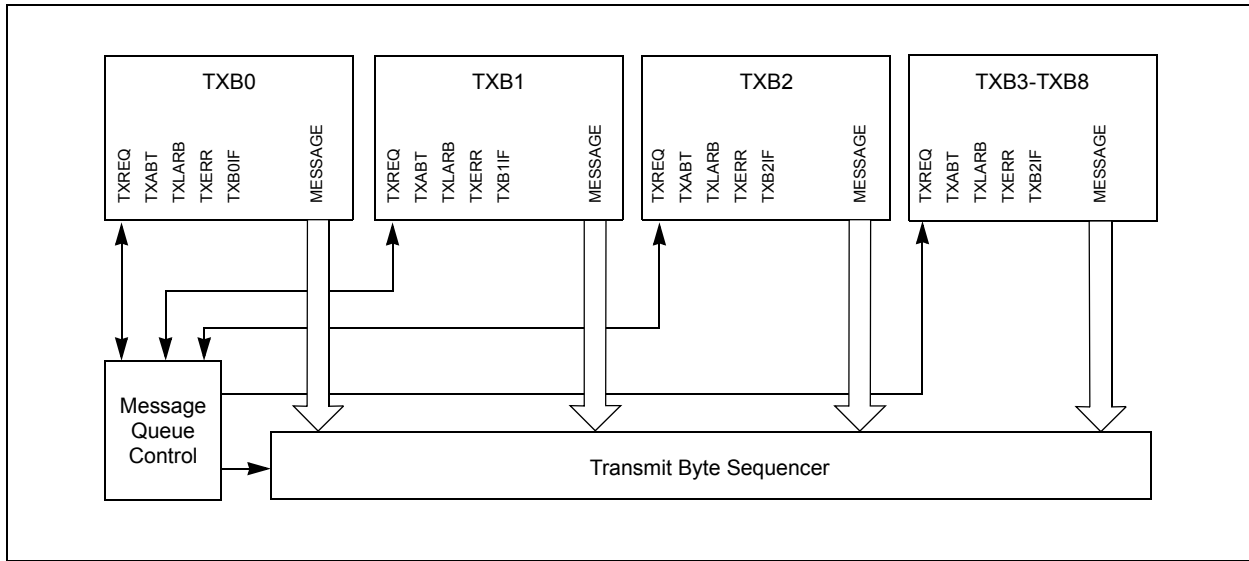 TXB0
TXREQ
TXABT
TXLARB
TXERR
TXB0IF
MESSAGE
TXB1
TXREQ
TXABT
TXLARB
TXERR
TXB1IF
MESSAGE
TXB2
TXREQ
TXABT
TXLARB
TXERR
TXB2IF
MESSAGE
TXB3-TXB8
TXREQ
TXABT
TXLARB
TXERR
TXB2IF
MESSAGE
Message
Queue
Control
Transmit Byte Sequencer